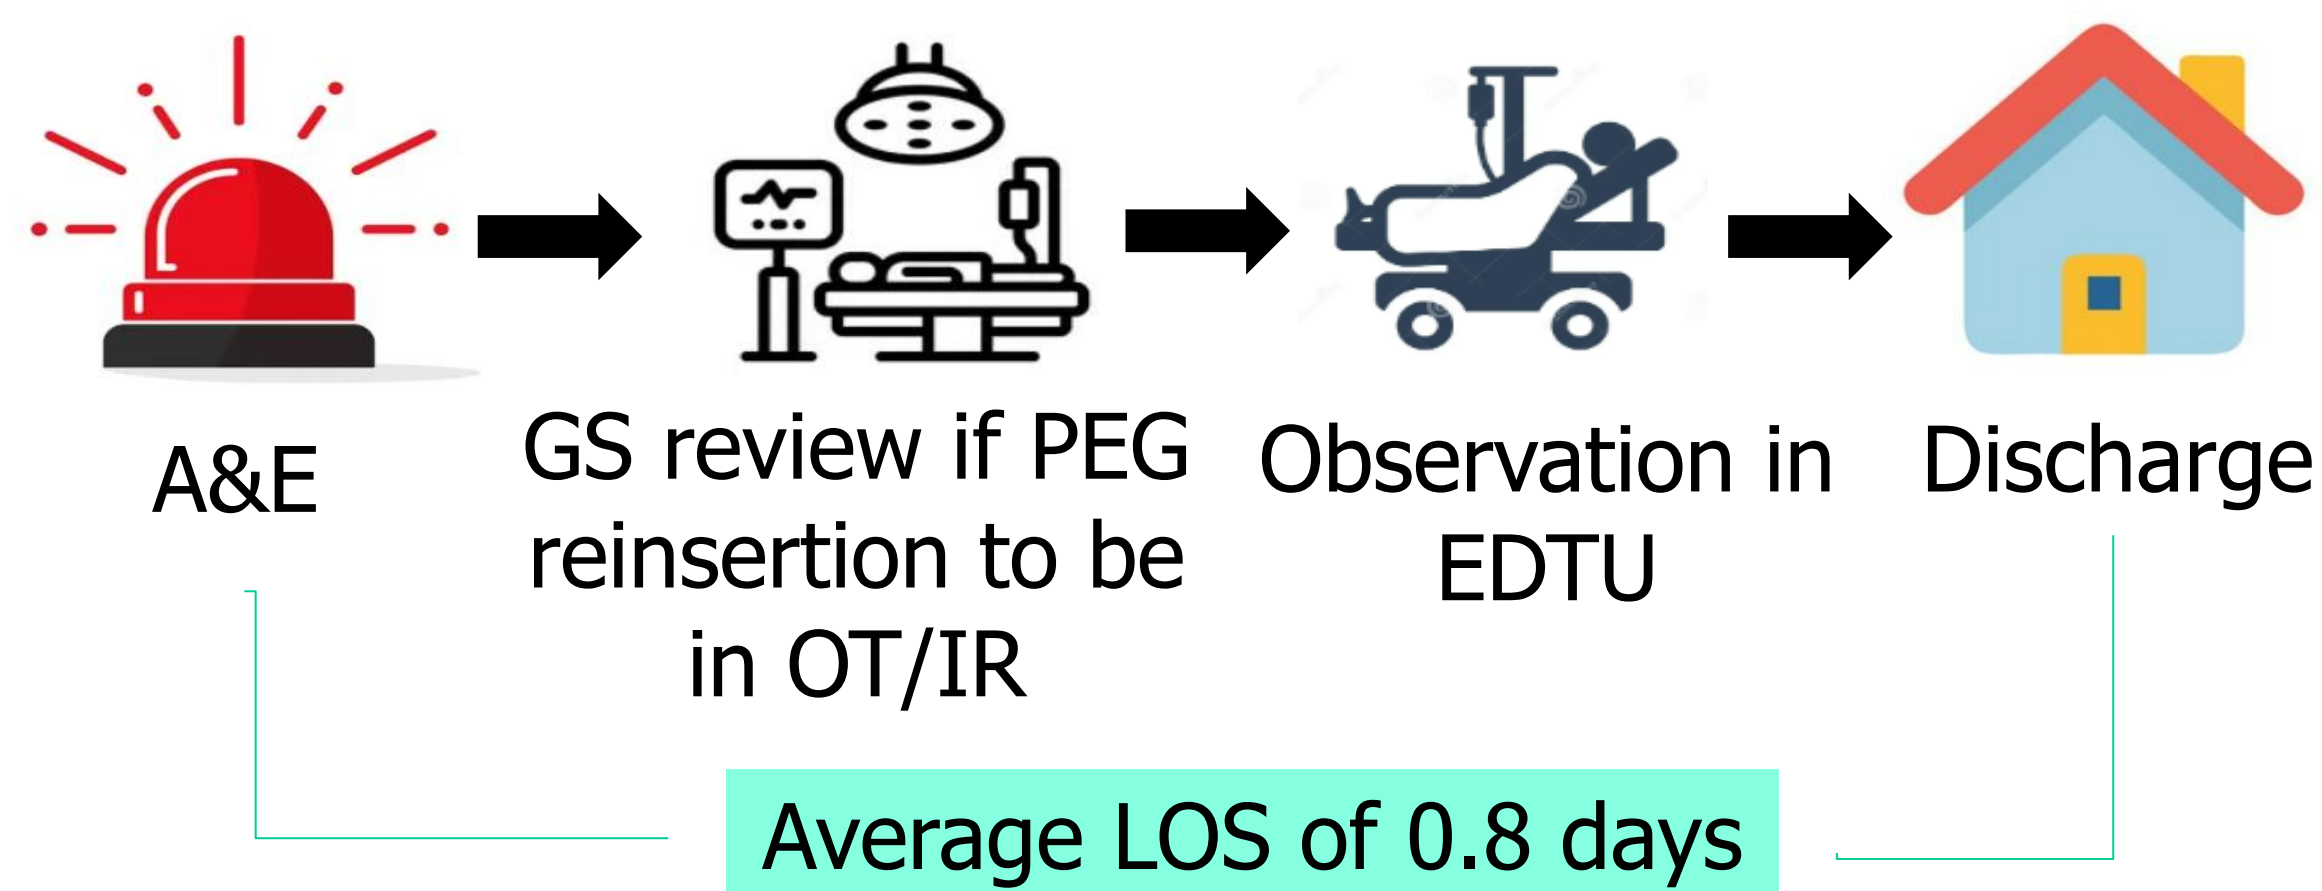 A&E
GS review if PEG
reinsertion to be
in OT/IR
Observation in
EDTU
Discharge
Average LOS of 0.8 days